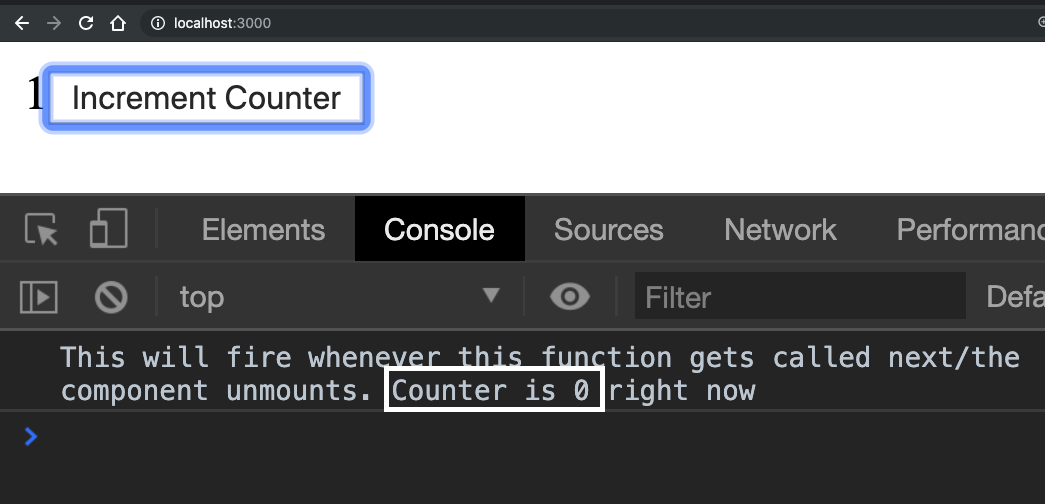 localhost:3000
1 Increment Counter
Elements Console Sources Network Performanc
top Filter Defa
This will fire whenever this function gets called next/the
component unmounts. Counter is 0 right now